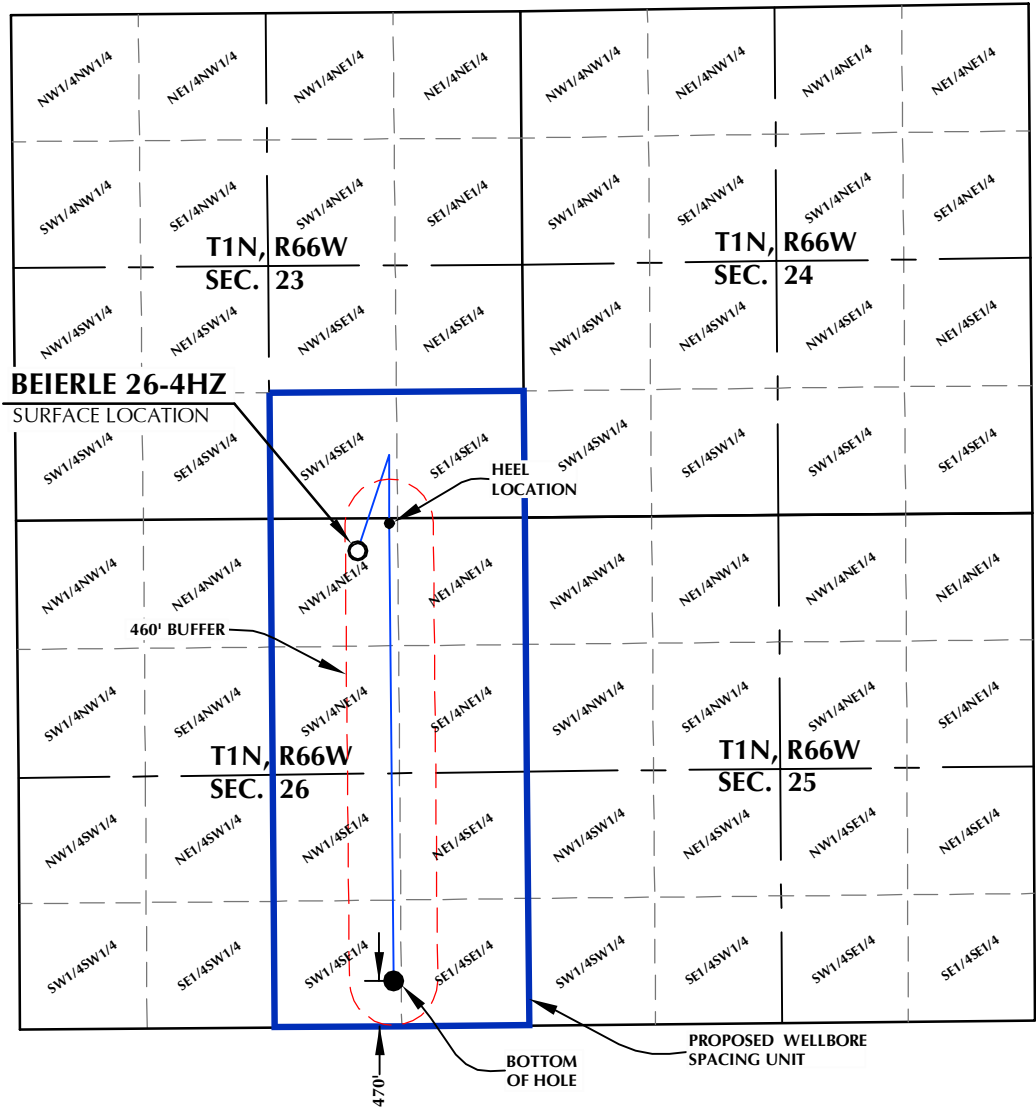 NW1/4NW1/4 NE1/4NW1/4 NW1/4NE1/4 NE1/4NE1/4 NW1/4NW1/4 NE1/4NW1/4 NW1/4NE1/4 NE1/4NE1/4
SW1/4NW1/4 SE1/4NW1/4 SW1/4NE1/4 SE1/4NE1/4 SW1/4NW1/4 SE1/4NW1/4 SW1/4NE1/4 SE1/4NE1/4
T1N, R66W T1N, R66W
SEC. 23 SEC. 24
NW1/4SW1/4 NE1/4SW1/4 NW1/4SE1/4 NE1/4SE1/4 NW1/4SW1/4 NE1/4SW1/4 NW1/4SE1/4 NE1/4SE1/4
BEIERLE 26-4HZ
SURFACE LOCATION
SW1/4SW1/4 SE1/4SW1/4 SW1/4SE1/4 SE1/4SE1/4 SW1/4SW1/4 SE1/4SW1/4 SW1/4SE1/4 SE1/4SE1/4
HEEL
LOCATION
NW1/4NW1/4 NE1/4NW1/4 NW1/4NE1/4 NE1/4NE1/4 NW1/4NW1/4 NE1/4NW1/4 NW1/4NE1/4 NE1/4NE1/4
460' BUFFER
SW1/4NW1/4 SE1/4NW1/4 SW1/4NE1/4 SE1/4NE1/4 SW1/4NW1/4 SE1/4NW1/4 SW1/4NE1/4 SE1/4NE1/4
T1N, R66W T1N, R66W
SEC. 26 SEC. 25
NW1/4SW1/4 NE1/4SW1/4 NW1/4SE1/4 NE1/4SE1/4 NW1/4SW1/4 NE1/4SW1/4 NW1/4SE1/4 NE1/4SE1/4
SW1/4SW1/4 SE1/4SW1/4 SW1/4SE1/4 SE1/4SE1/4 SW1/4SW1/4 SE1/4SW1/4 SW1/4SE1/4 SE1/4SE1/4
470'
BOTTOM
OF HOLE
PROPOSED WELLBORE
SPACING UNIT